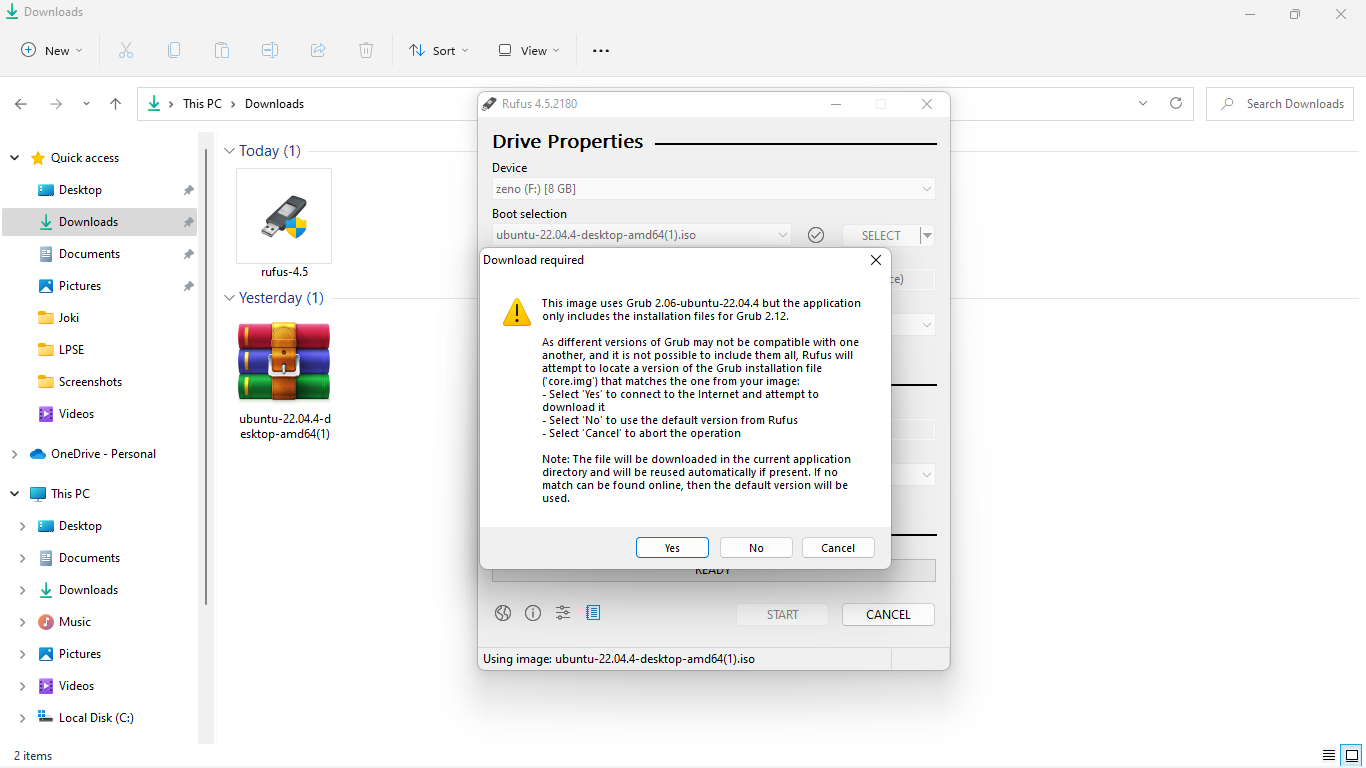 Downloads
New
Sort
View
This PC
Downloads
Search Downloads
Quick access
Desktop
Downloads
Documents
Pictures
Joki
LPSE
Screenshots
Videos
OneDrive - Personal
This PC
Desktop
Documents
Downloads
Music
Pictures
Videos
Local Disk (C:)
2 items
Today (1)
rufus-4.5
Yesterday (1)
ubuntu-22.04.4-d
esktop-amd64(1)
Rufus 4.5.2180
Drive Properties
Device
zeno (F:) [8 GB]
Boot selection
ubuntu-22.04.4-desktop-amd64(1).iso
SELECT
ce)
Download required
This image uses Grub 2.06-ubuntu-22.04.4 but the application
only includes the installation files for Grub 2.12.
As different versions of Grub may not be compatible with one
another, and it is not possible to include them all, Rufus will
attempt to locate a version of the Grub installation file
('core.img') that matches the one from your image:
- Select 'Yes' to connect to the Internet and attempt to
download it
- Select 'No' to use the default version from Rufus
- Select 'Cancel' to abort the operation
Note: The file will be downloaded in the current application
directory and will be reused automatically if present. If no
match can be found online, then the default version will be
used.
Yes
No
Cancel
READY
START
CANCEL
Using image: ubuntu-22.04.4-desktop-amd64(1).iso